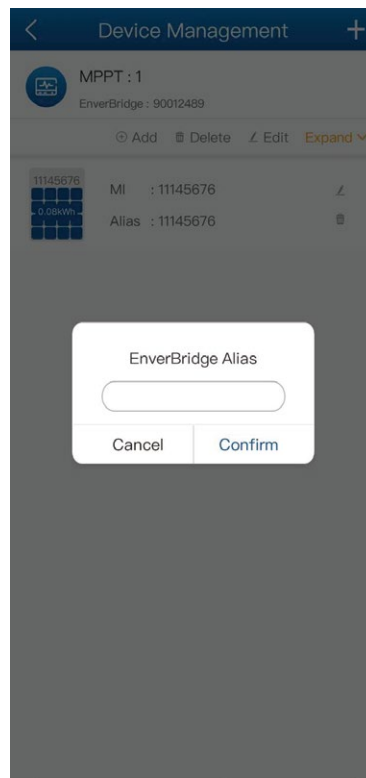 Device Management
MPPT : 1
EnverBridge : 90012489
Add Delete Edit Expand
11145676
0.08kWh
MI : 11145676
Alias : 11145676
EnverBridge Alias
Cancel Confirm